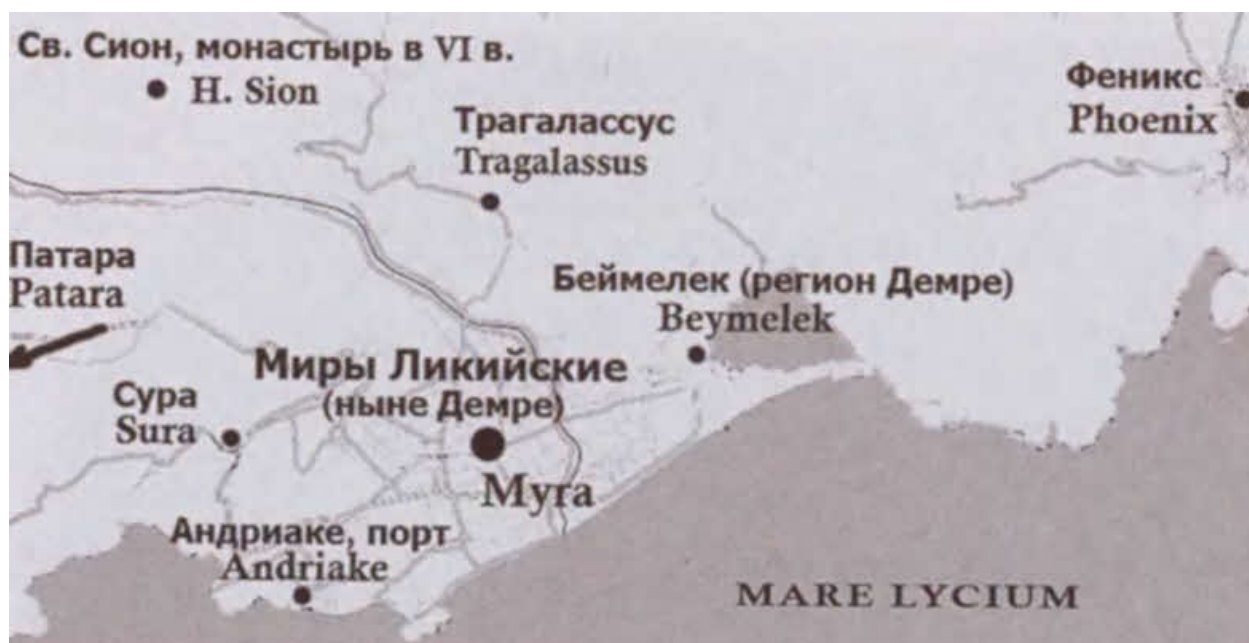 Св. Сион, монастырь в VI в.
H. Sion
Трагалассус
Tragalassus
Феникс
Phoenix
Патара
Patara
Беймелек (регион Демре)
Beymelek
Миры Ликийские
(ныне Демре)
Myra
Сура
Sura
Андриаке, порт
Andriake
MARE LYCIUM